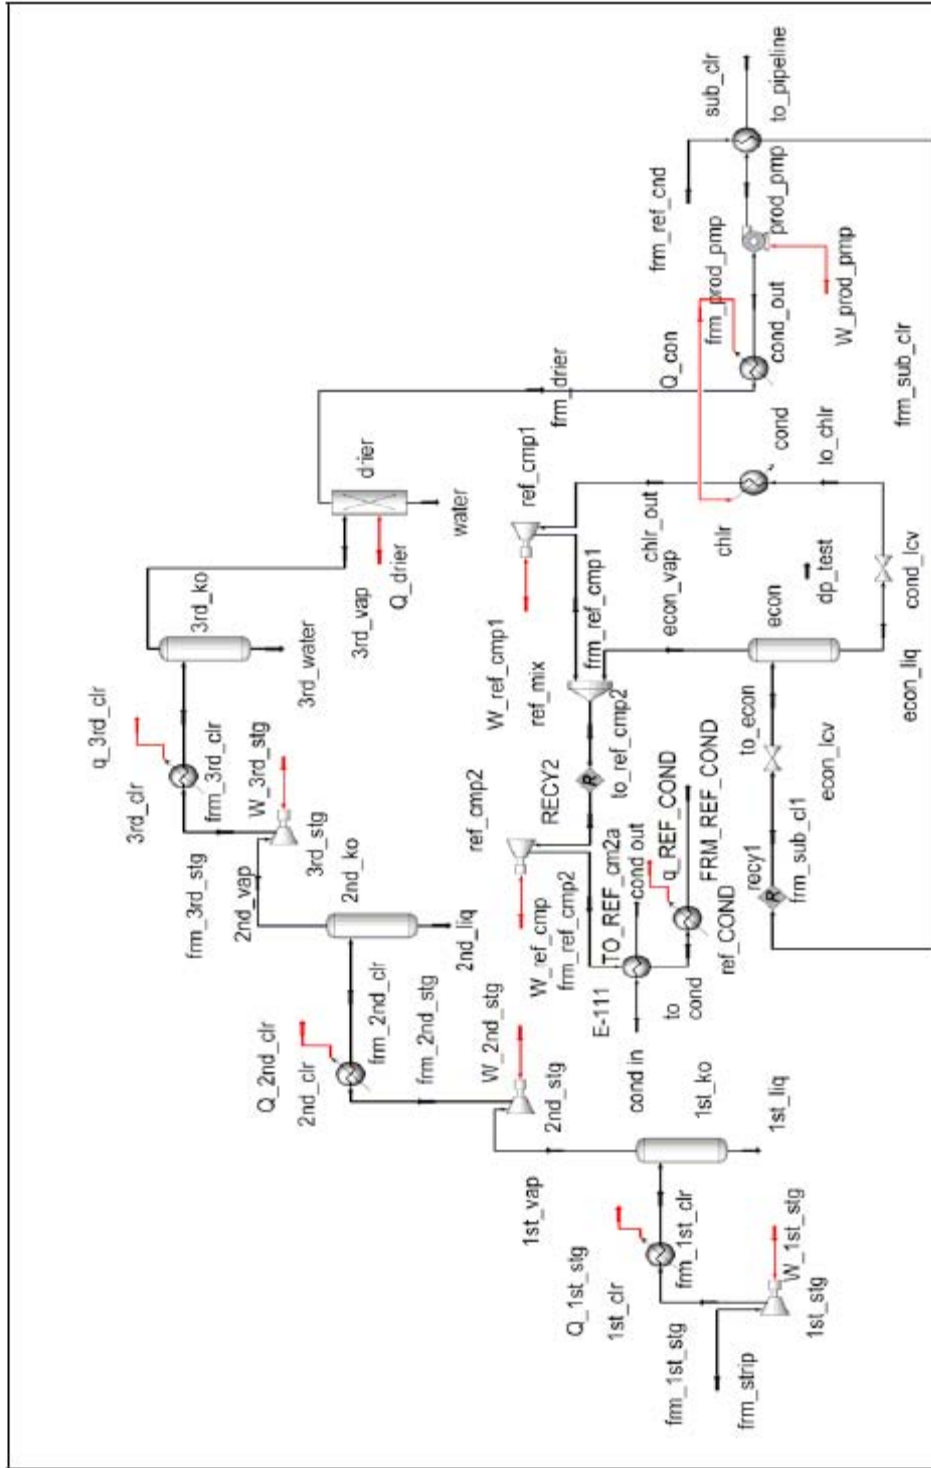 frm_strip
frm_1st_stg
1st_stg
W_1st_stg
1st_clr
Q_1st_stg
frm_1st_clr
1st_ko
1st_liq
1st_vap
2nd_stg
W_2nd_stg
frm_2nd_stg
2nd_clr
Q_2nd_clr
frm_2nd_clr
2nd_ko
2nd_liq
2nd_vap
frm_3rd_stg
3rd_stg
W_3rd_stg
3rd_clr
q_3rd_clr
frm_3rd_clr
3rd_ko
3rd_water
3rd_vap
Q_drier
drier
water
frm_drier
cond in
E-111
to
cond
TO_REF_cm2a
cond out
ref_COND
q_REF_COND
FRM_REF_COND
frm_ref_cmp2
W_ref_cmp
ref_cmp2
RECY2
to_ref_cmp2
ref_mix
W_ref_cmp1
ref_cmp1
frm_ref_cmp1
econ_vap
chlr_out
chlr
cond
to_chlr
recy1
frm_sub_cl1
to_econ
econ_lcv
econ
econ_liq
dp_test
cond_lcv
Q_con
frm_prod_pmp
cond_out
prod_pmp
W_prod_pmp
frm_ref_cnd
sub_clr
to_pipeline
frm_sub_clr